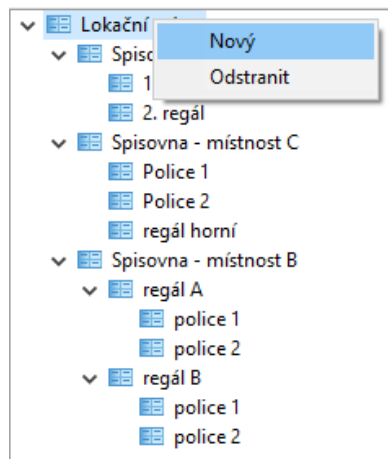 Lokační
Nový
Odstranit
1
2. regál
Spisovna - místnost C
Police 1
Police 2
regál horní
Spisovna - místnost B
regál A
police 1
police 2
regál B
police 1
police 2